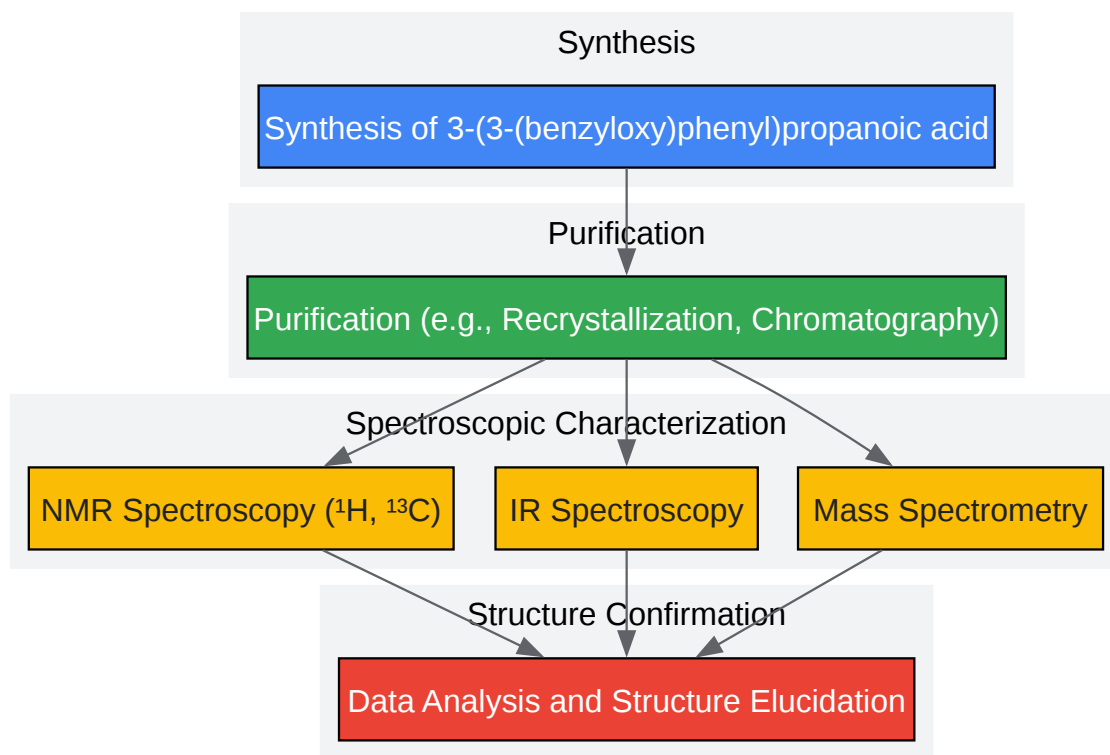 Synthesis
Synthesis of 3-(3-(benzyloxy)phenyl)propanoic acid
Purification
Purification (e.g., Recrystallization, Chromatography)
Spectroscopic Characterization
NMR Spectroscopy (¹H, ¹³C)
IR Spectroscopy
Mass Spectrometry
Structure Confirmation
Data Analysis and Structure Elucidation